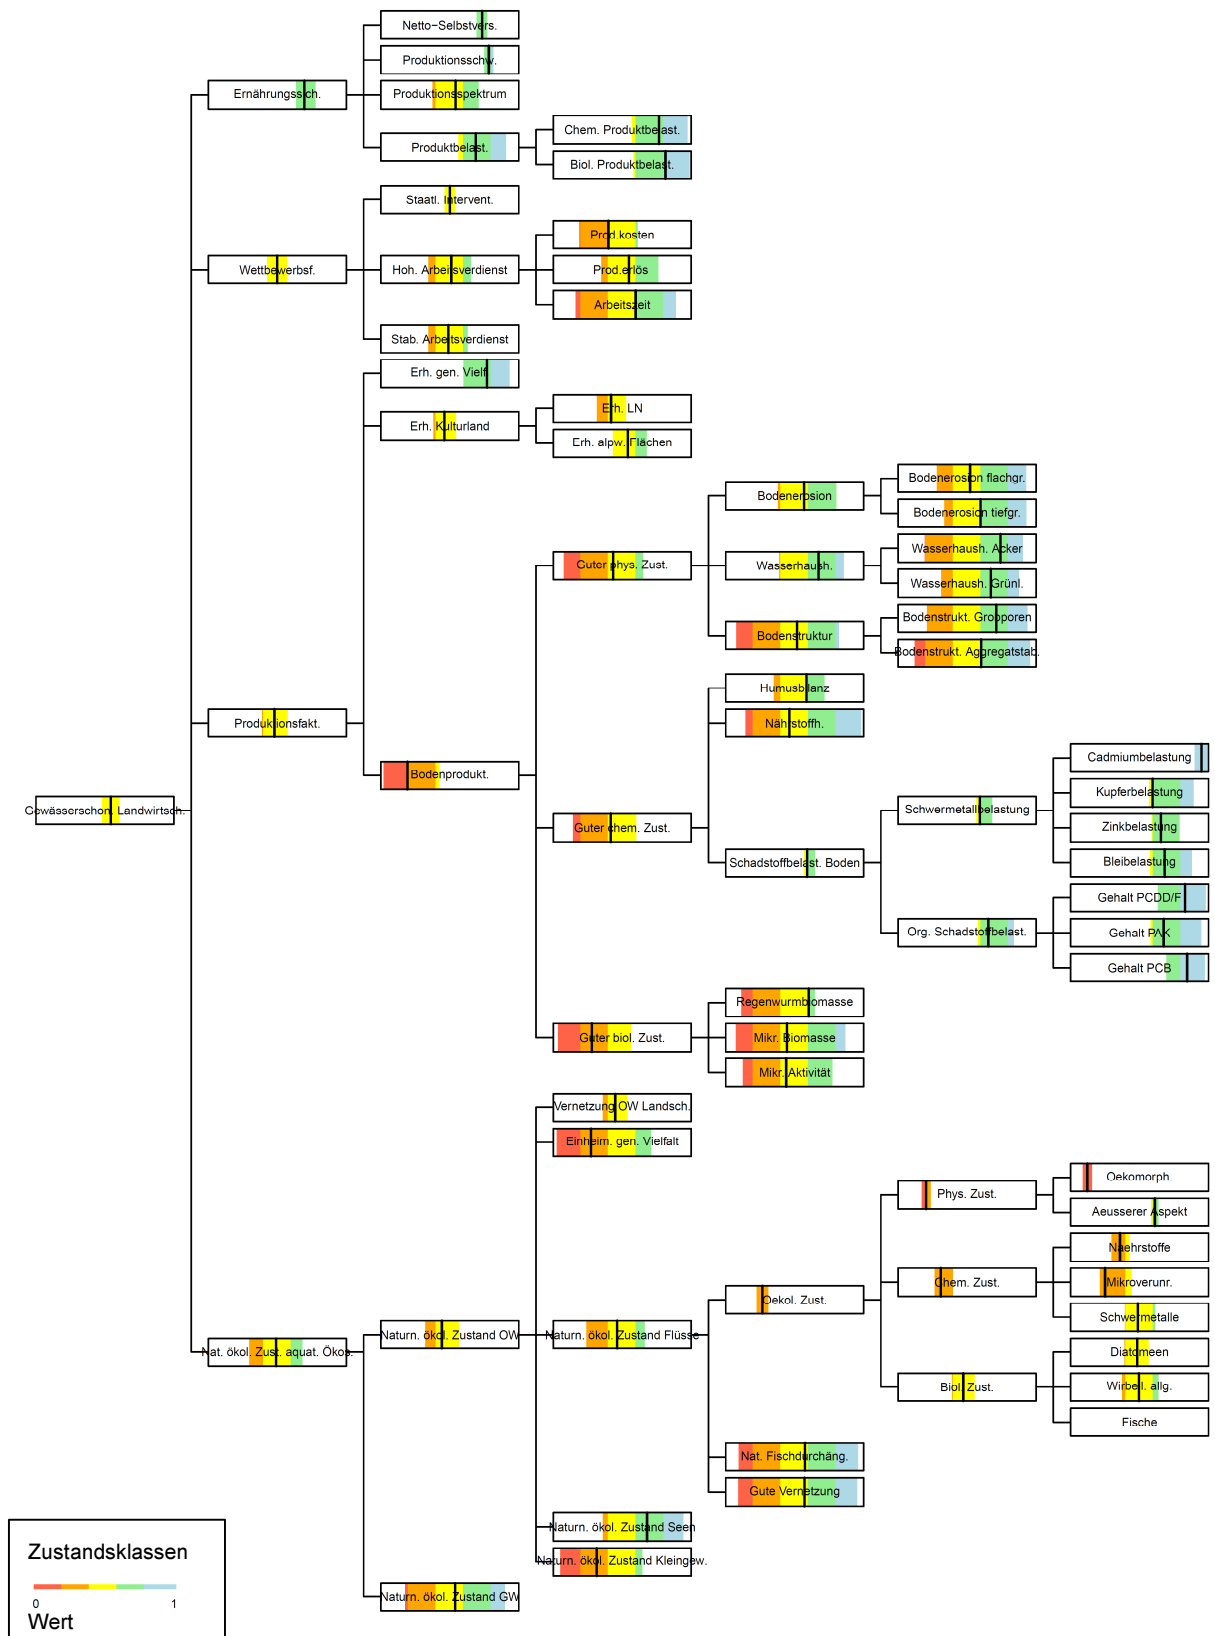 Netto−Selbstvers.
Produktionsschw.
Ernährungssich.
Produktionsspektrum
Chem. Produktbelast.
Produktbelast.
Biol. Produktbelast.
Staatl. Intervent.
Prod.kosten
Wettbewerbsf.
Hoh. Arbeitsverdienst
Prod.erlös
Arbeitszeit
Stab. Arbeitsverdienst
Erh. gen. Vielf.
Erh. LN
Erh. Kulturland
Erh. alpw. Flächen
Bodenerosion flachgr.
Bodenerosion
Bodenerosion tiefgr.
Wasserhaush. Acker
Guter phys. Zust.
Wasserhaush.
Wasserhaush. Grünl.
Bodenstrukt. Grobporen
Bodenstruktur
Bodenstrukt. Aggregatstab.
Humusbilanz
Produktionsfakt.
Nährstoffh.
Cadmiumbelastung
Bodenprodukt.
Kupferbelastung
Gewässerschon. Landwirtsch.
Schwermetallbelastung
Guter chem. Zust.
Zinkbelastung
Schadstoffbelast. Boden
Bleibelastung
Gehalt PCDD/F
Org. Schadstoffbelast.
Gehalt PAK
Gehalt PCB
Regenwurmbiomasse
Guter biol. Zust.
Mikr. Biomasse
Mikr. Aktivität
Vernetzung OW Landsch.
Einheim. gen. Vielfalt
Oekomorph.
Phys. Zust.
Aeusserer Aspekt
Naehrstoffe
Chem. Zust.
Mikroverunr.
Oekol. Zust.
Schwermetalle
Naturn. ökol. Zustand OW
Naturn. ökol. Zustand Flüsse
Nat. ökol. Zust. aquat. Ökos.
Diatomeen
Biol. Zust.
Wirbell. allg.
Fische
Nat. Fischdurchgäng.
Gute Vernetzung
Naturn. ökol. Zustand Seen
Naturn. ökol. Zustand Kleingew.
Naturn. ökol. Zustand GW
Zustandsklassen
0 1
Wert